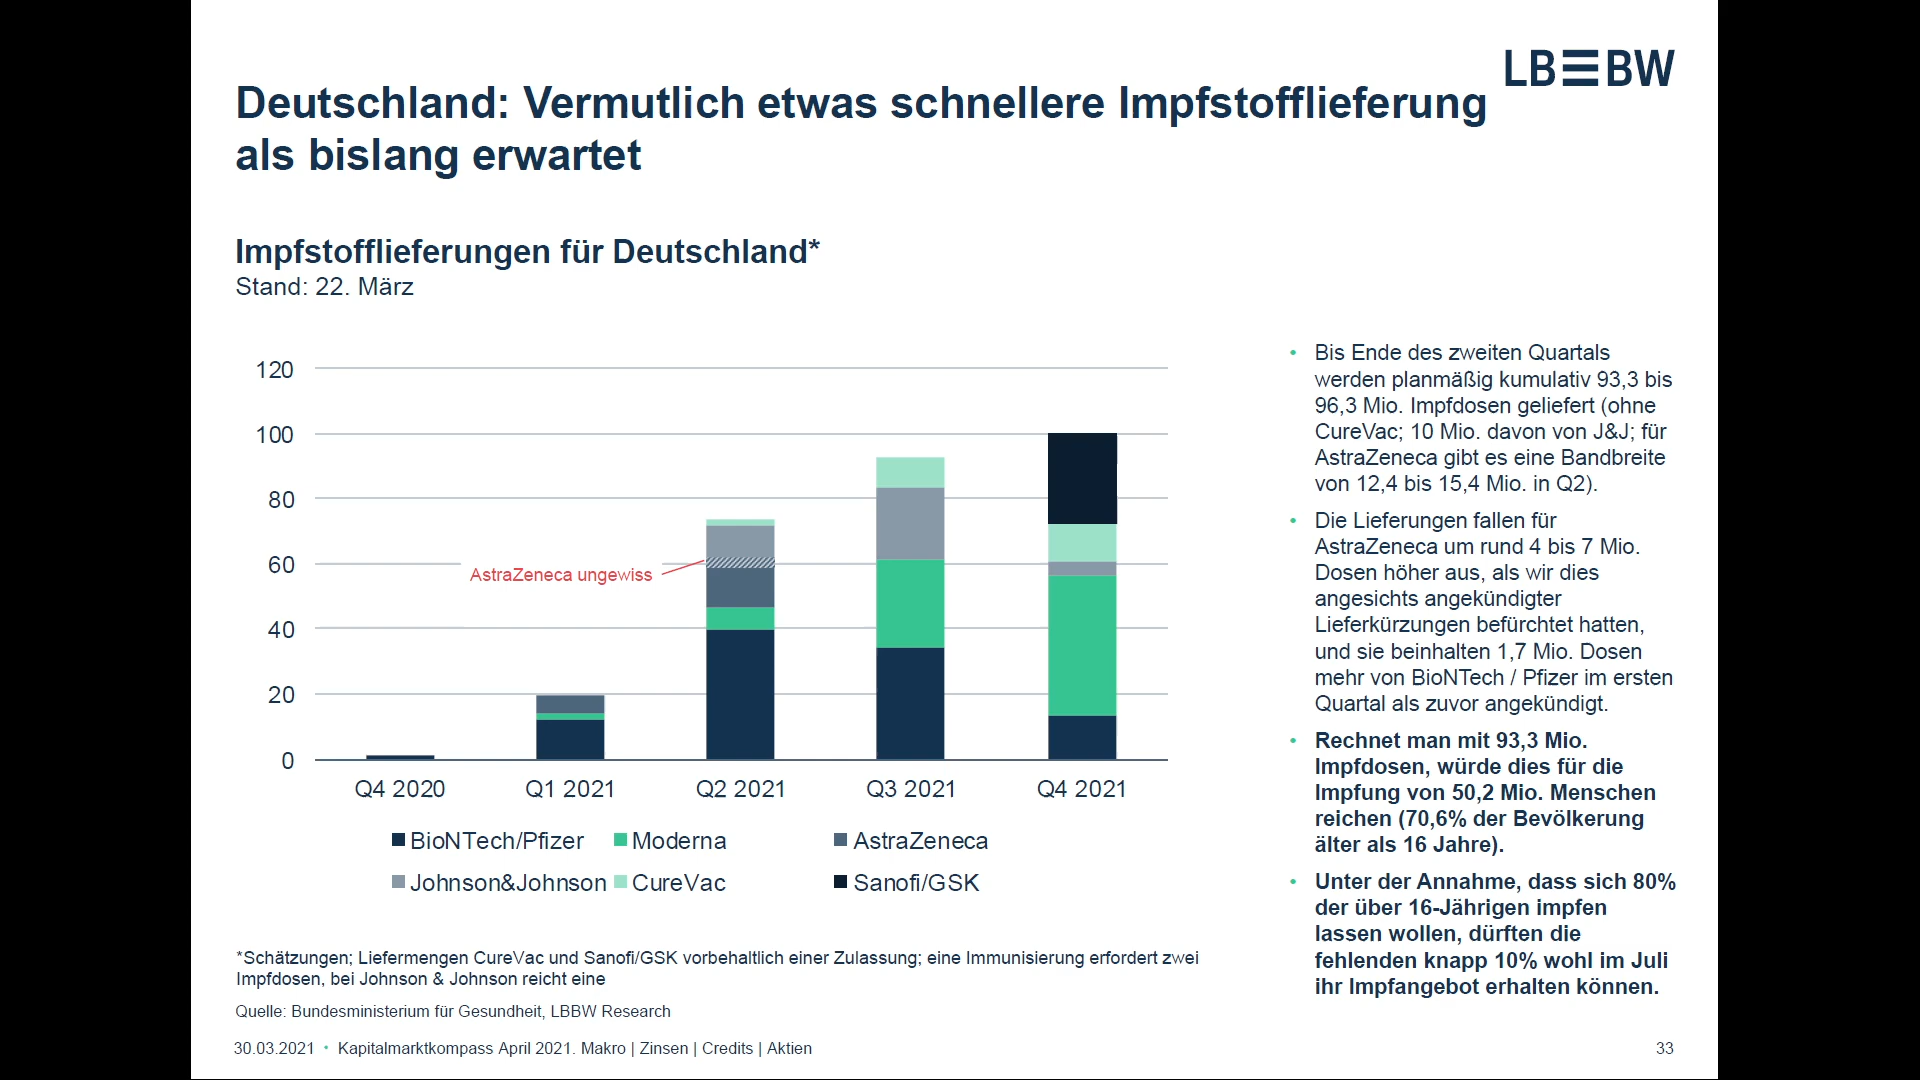 LBBW
Deutschland: Vermutlich etwas schnellere Impfstofflieferung
als bislang erwartet
Impfstofflieferungen für Deutschland*
Stand: 22. März
120
100
80
60
40
20
0
AstraZeneca ungewiss
Q4 2020
Q1 2021
Q2 2021
Q3 2021
Q4 2021
BioNTech/Pfizer
Moderna
AstraZeneca
Johnson&Johnson
CureVac
Sanofi/GSK
• Bis Ende des zweiten Quartals
werden planmäßig kumulativ 93,3 bis
96,3 Mio. Impfdosen geliefert (ohne
CureVac; 10 Mio. davon von J&J; für
AstraZeneca gibt es eine Bandbreite
von 12,4 bis 15,4 Mio. in Q2).
• Die Lieferungen fallen für
AstraZeneca um rund 4 bis 7 Mio.
Dosen höher aus, als wir dies
angesichts angekündigter
Lieferkürzungen befürchtet hatten,
und sie beinhalten 1,7 Mio. Dosen
mehr von BioNTech / Pfizer im ersten
Quartal als zuvor angekündigt.
• Rechnet man mit 93,3 Mio.
Impfdosen, würde dies für die
Impfung von 50,2 Mio. Menschen
reichen (70,6% der Bevölkerung
älter als 16 Jahre).
• Unter der Annahme, dass sich 80%
der über 16-Jährigen impfen
lassen wollen, dürften die
fehlenden knapp 10% wohl im Juli
ihr Impfangebot erhalten können.
*Schätzungen; Liefermengen CureVac und Sanofi/GSK vorbehaltlich einer Zulassung; eine Immunisierung erfordert zwei
Impfdosen, bei Johnson & Johnson reicht eine
Quelle: Bundesministerium für Gesundheit, LBBW Research
30.03.2021 • Kapitalmarktkompass April 2021. Makro | Zinsen | Credits | Aktien
33